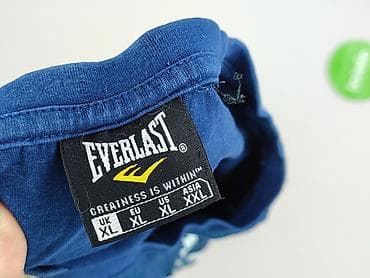 EVERLAST®
GREATNESS IS WITHIN™
UK EU US ASIA
XL XL XL XXL